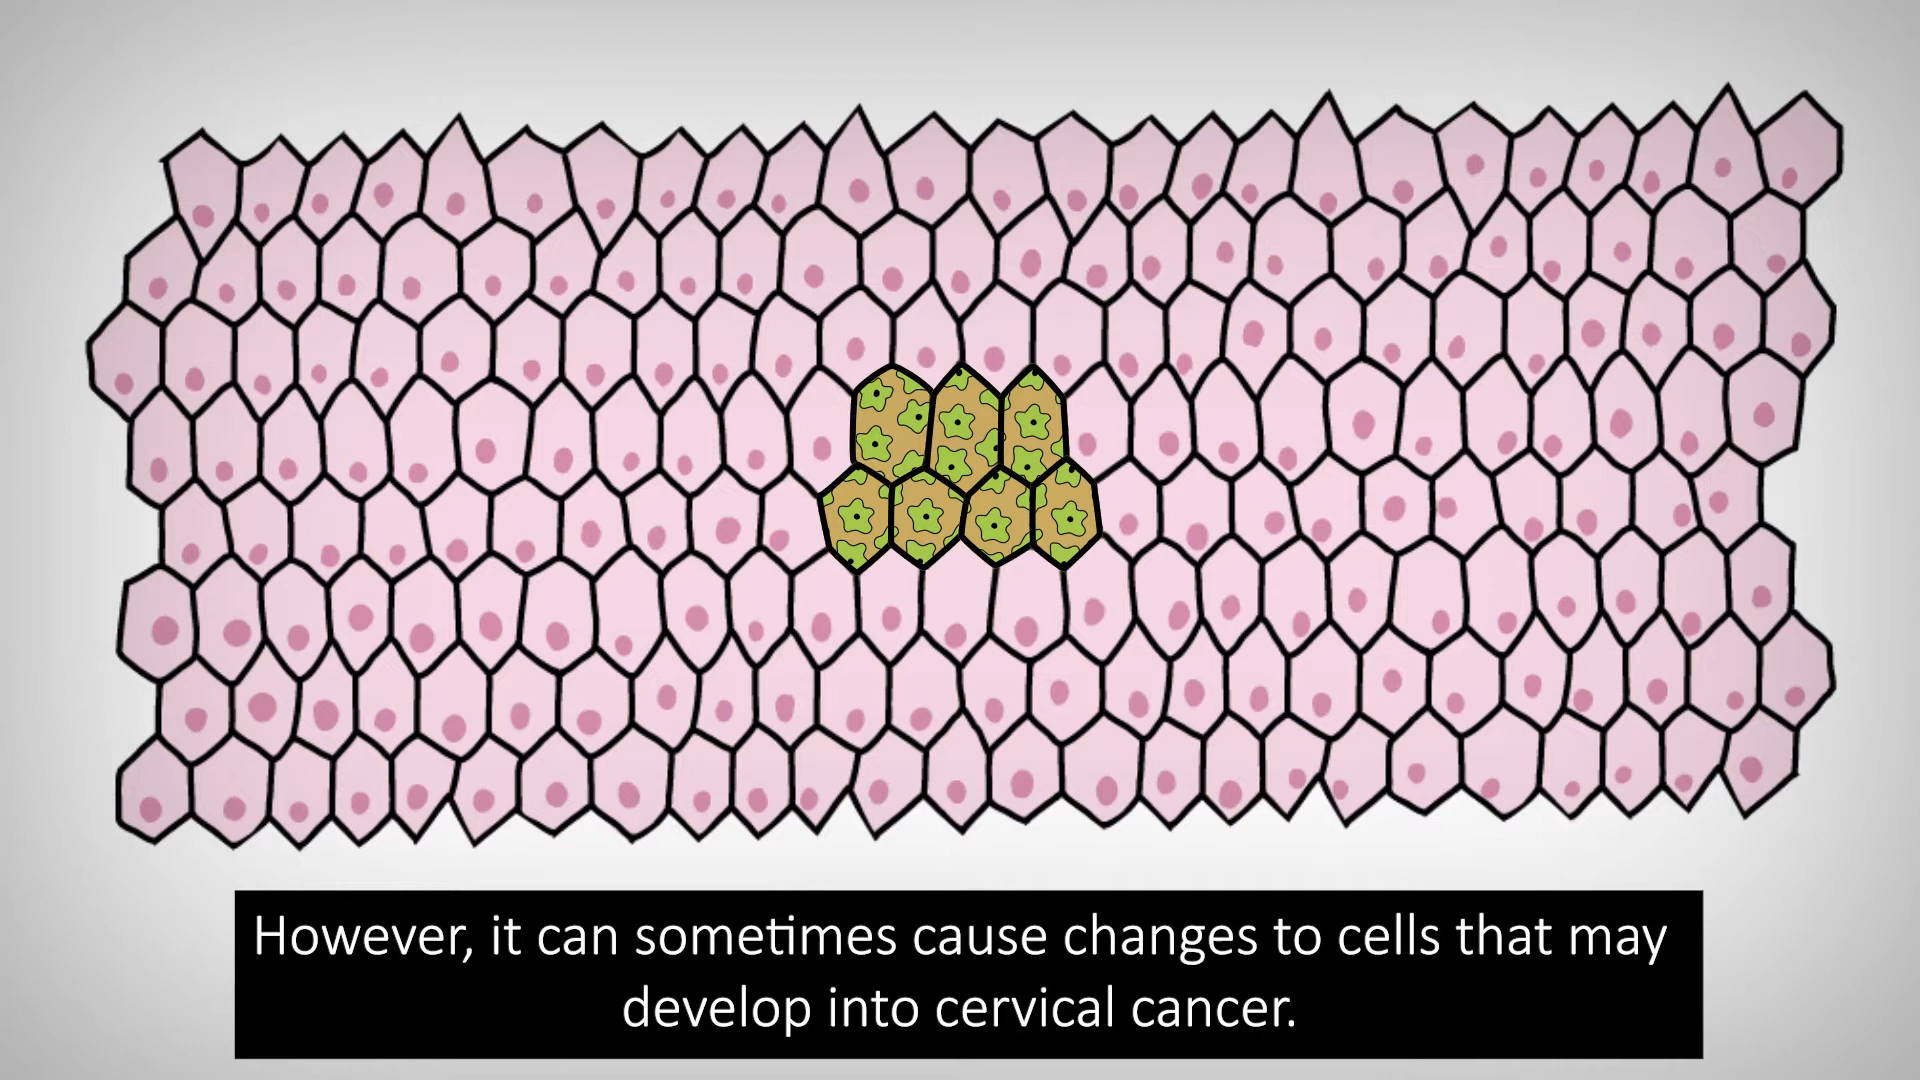 However, it can sometimes cause changes to cells that may
develop into cervical cancer.